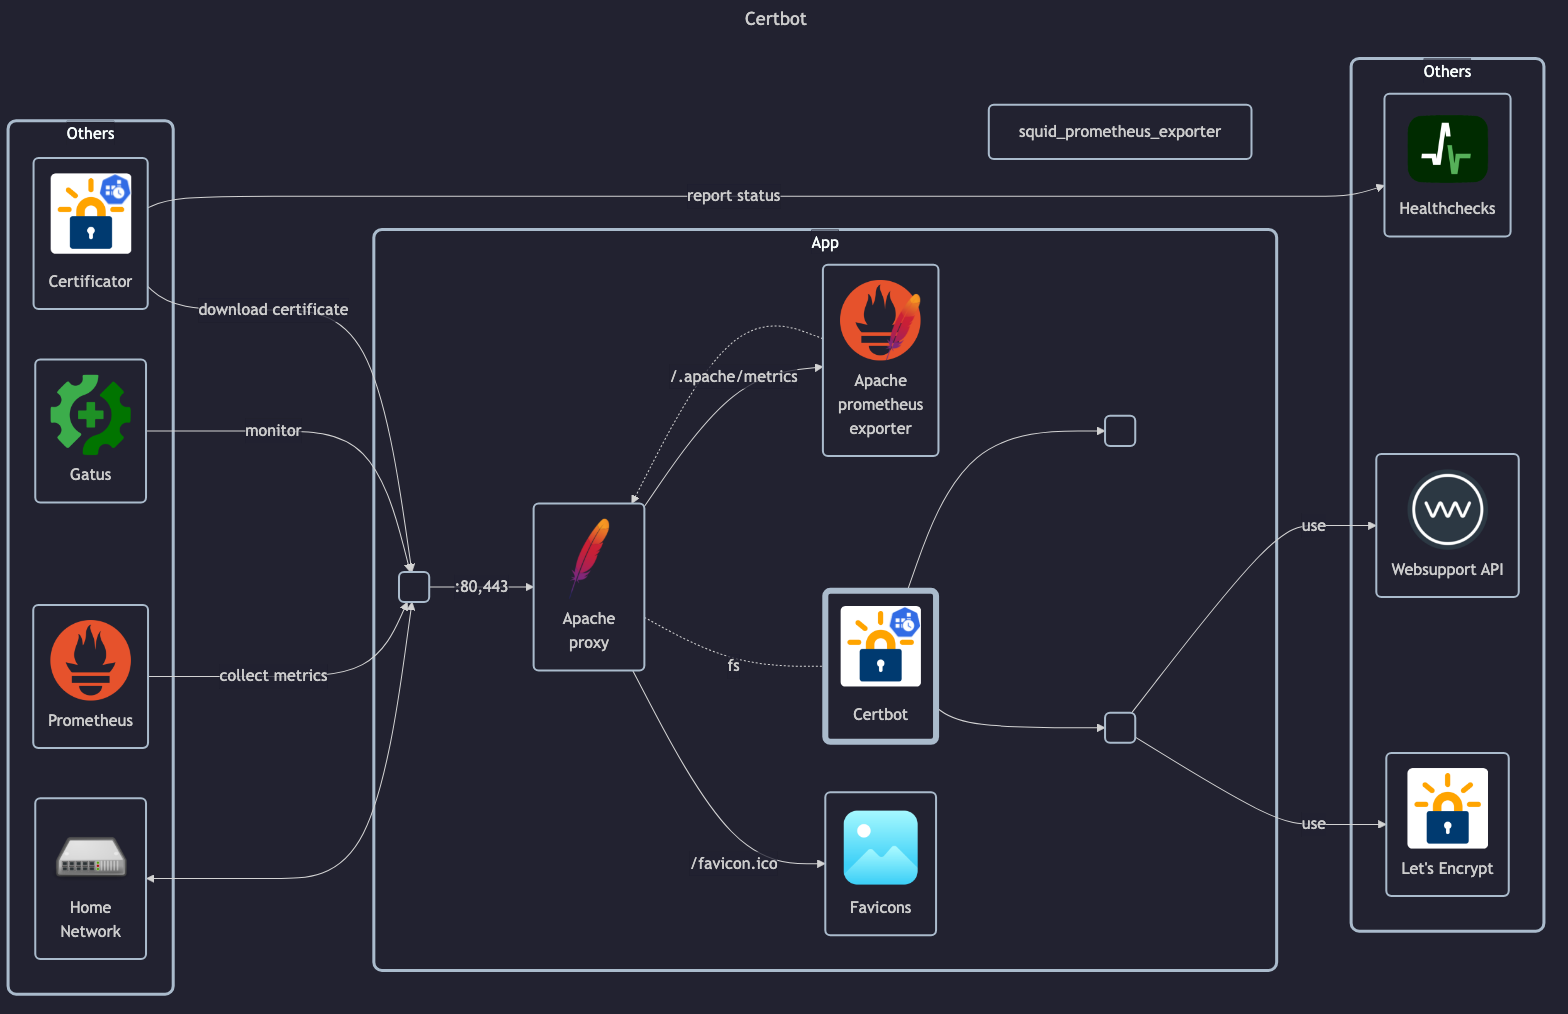 Certbot
Others
Certificator
Gatus
Prometheus
Home
Network
report status
download certificate
monitor
collect metrics
squid_prometheus_exporter
App
:80,443
Apache
proxy
/.apache/metrics
fs
/favicon.ico
Apache
prometheus
exporter
Certbot
Favicons
use
use
Others
Healthchecks
Websupport API
Let's Encrypt